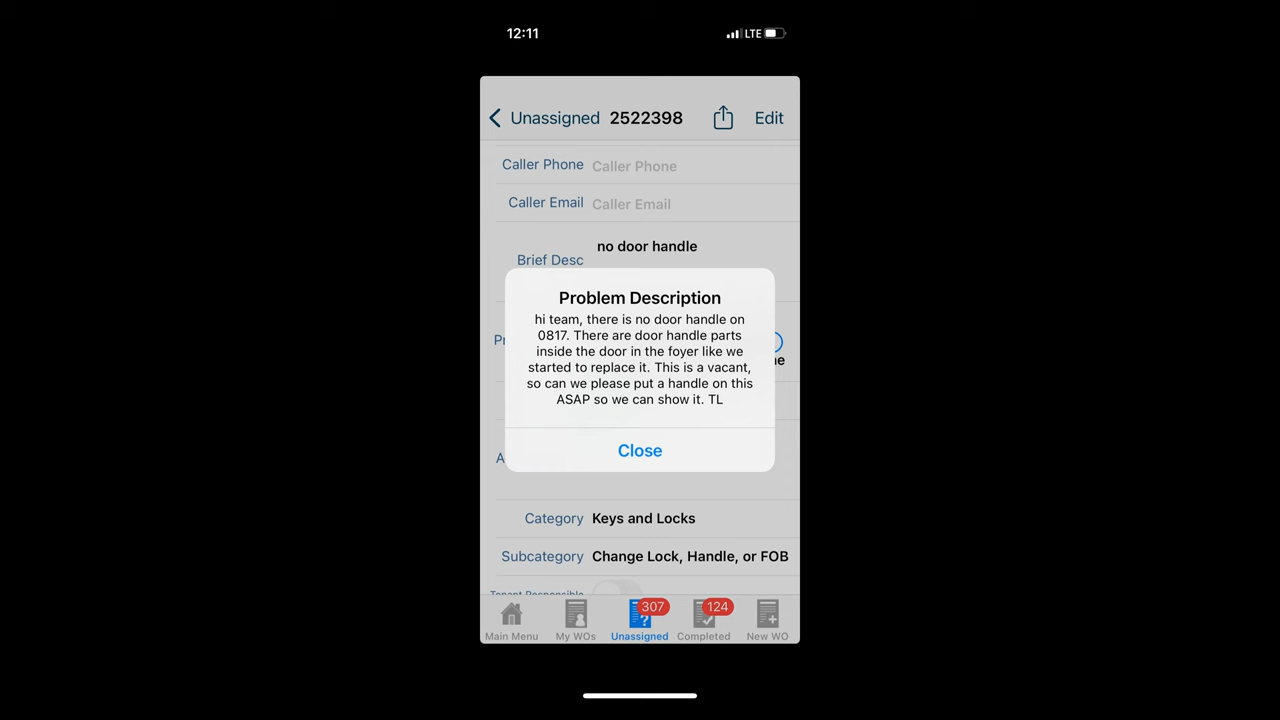 12:11
LTE
Unassigned 2522398 Edit
Caller Phone Caller Phone
Caller Email Caller Email
no door handle
Brief Desc
Problem Description
hi team, there is no door handle on
0817. There are door handle parts
inside the door in the foyer like we
started to replace it. This is a vacant,
so can we please put a handle on this
ASAP so we can show it. TL
Close
Category Keys and Locks
Subcategory Change Lock, Handle, or FOB
Tenant Responsible
307 124
Main Menu My WOs Unassigned Completed New WO